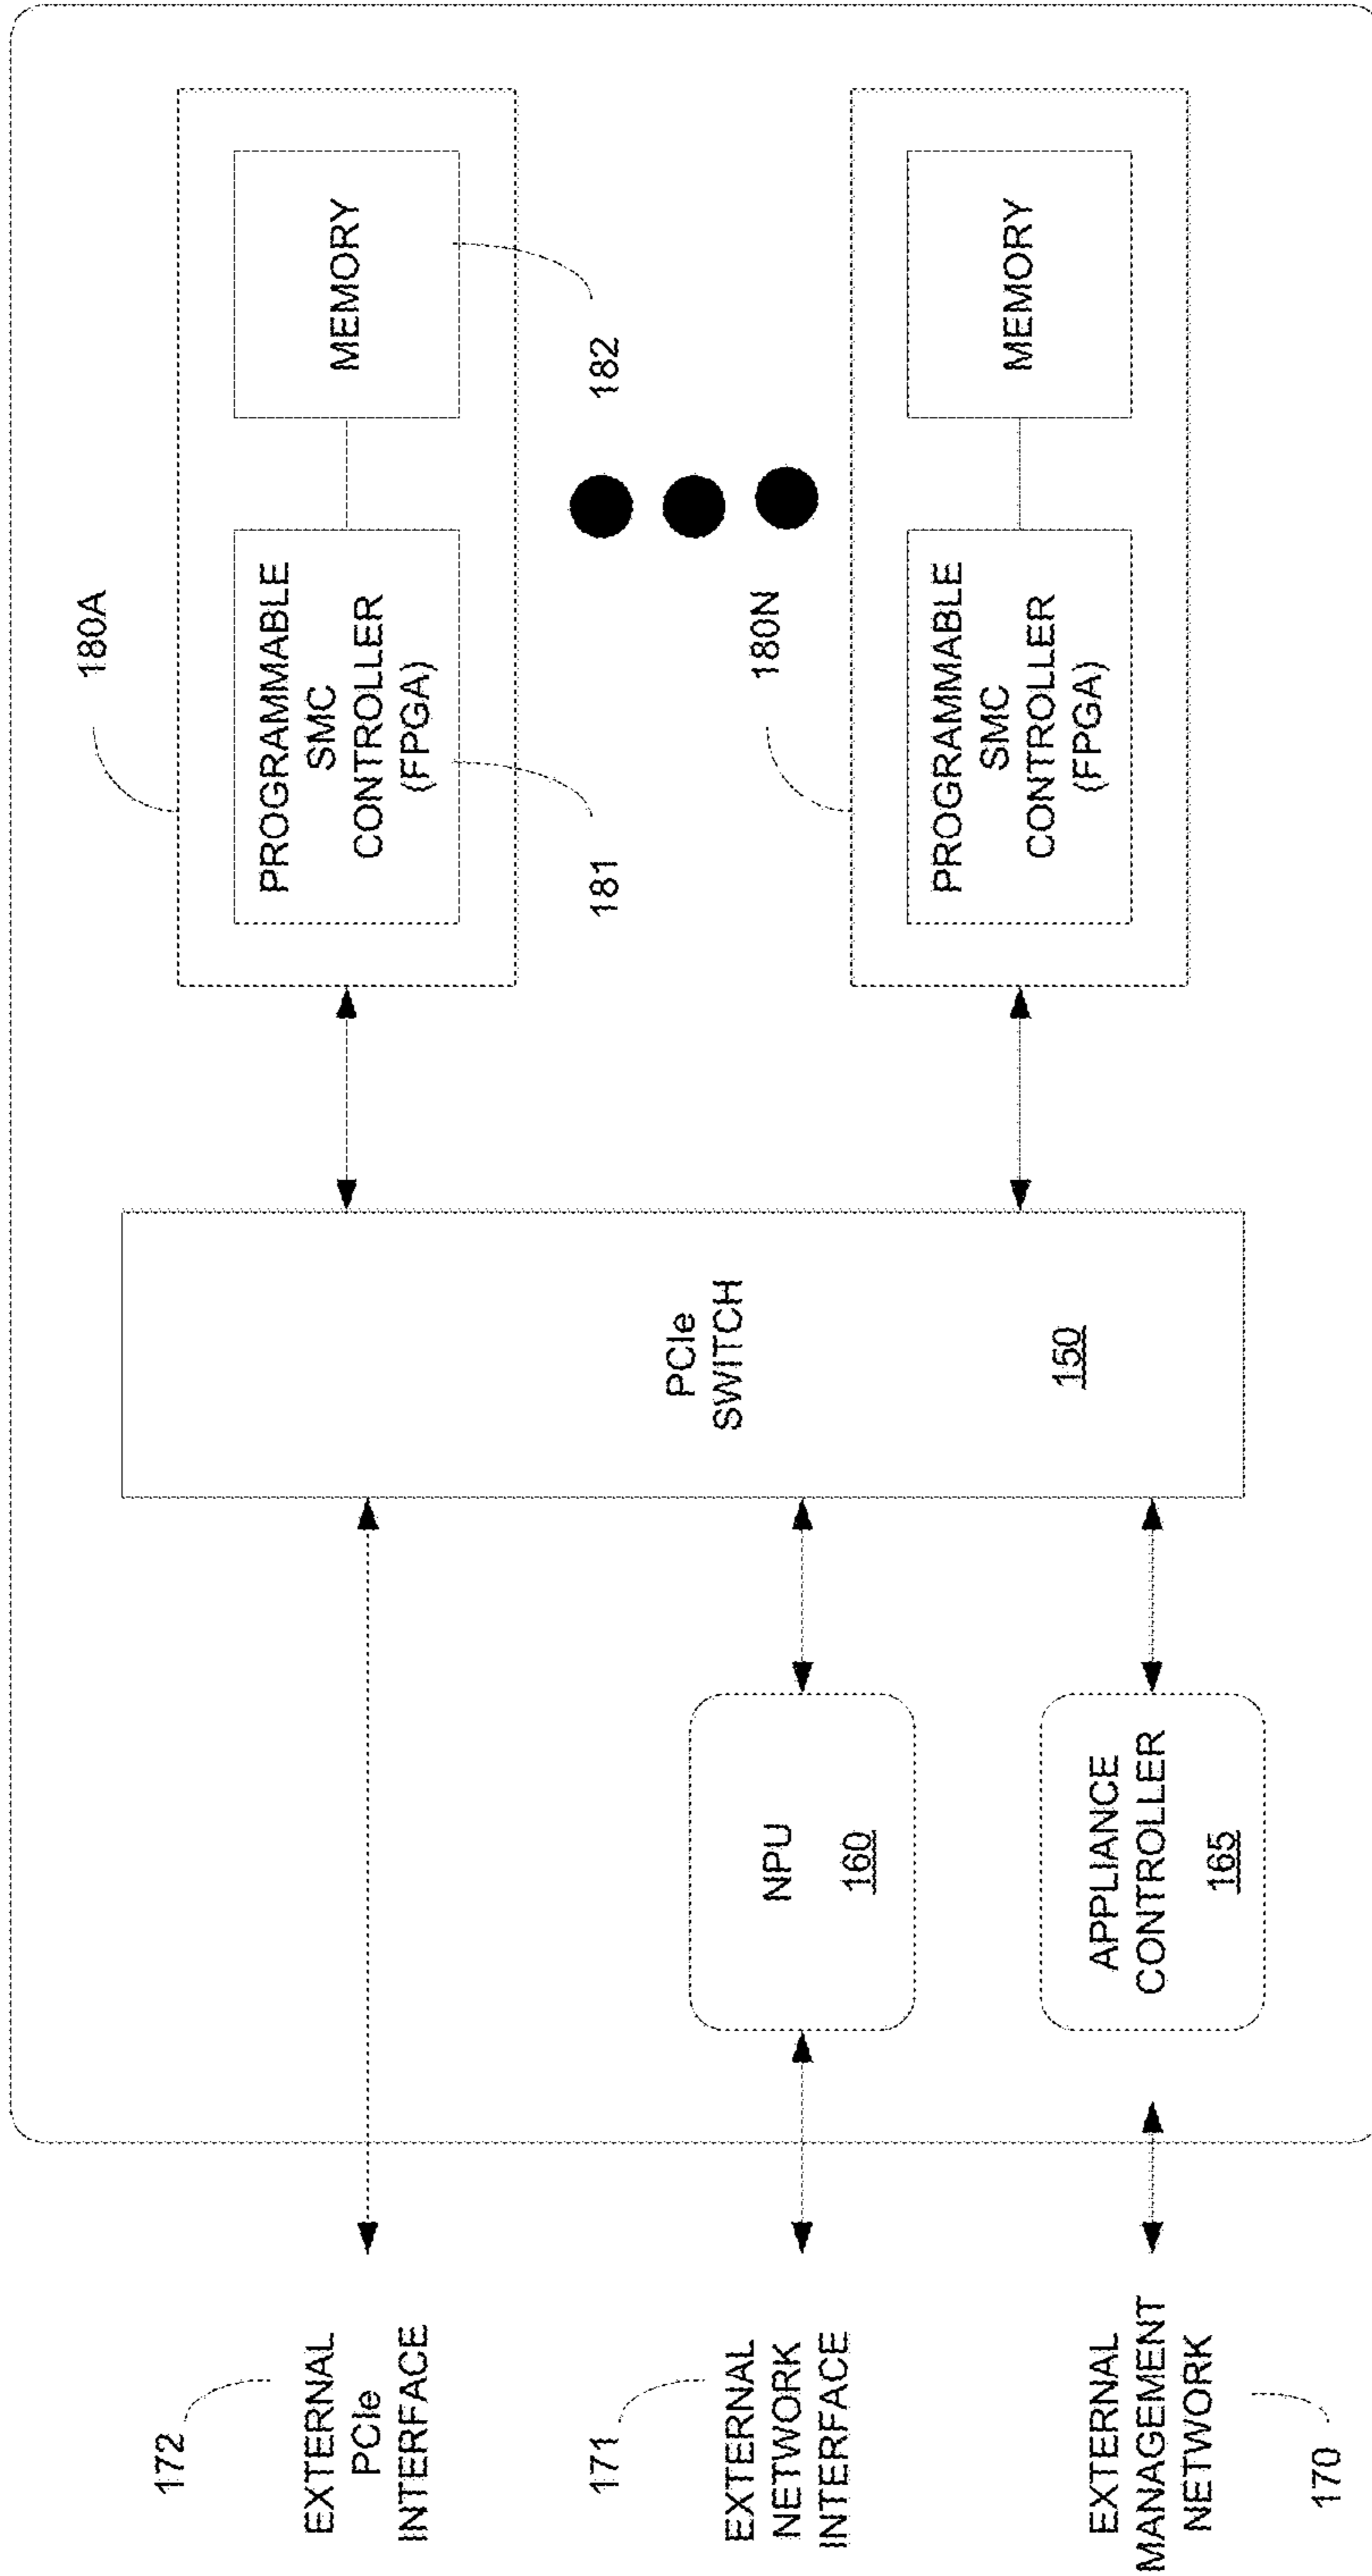 172
EXTERNAL
PCIe
INTERFACE
171
EXTERNAL
NETWORK
INTERFACE
EXTERNAL
MANAGEMENT
NETWORK
170
NPU
160
APPLIANCE
CONTROLLER
165
PCIe
SWITCH
150
180A
PROGRAMMABLE
SMC
CONTROLLER
(FPGA)
181
MEMORY
182
180N
PROGRAMMABLE
SMC
CONTROLLER
(FPGA)
MEMORY